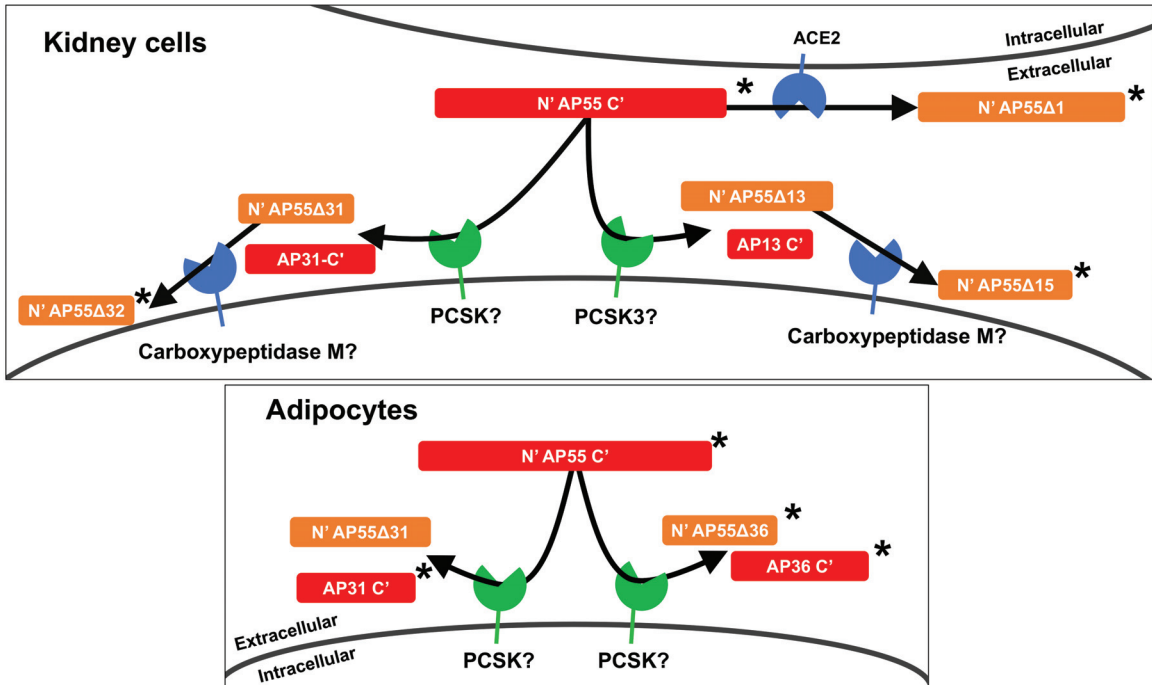 Kidney cells
ACE2
Intracellular
Extracellular
N' AP55 C'
*
N' AP55Δ1
*
N' AP55Δ31
AP31-C'
N' AP55Δ13
AP13 C'
N' AP55Δ32
*
N' AP55Δ15
*
PCSK?
PCSK3?
Carboxypeptidase M?
Carboxypeptidase M?
Adipocytes
N' AP55 C'
*
N' AP55Δ31
AP31 C'
*
N' AP55Δ36
*
AP36 C'
*
Extracellular
Intracellular
PCSK?
PCSK?